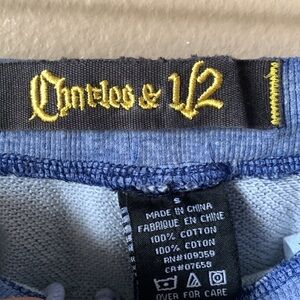 Charles & 1/2
S
MADE IN CHINA
FABRIQUE EN CHINE
100% COTTON
100% COTON
RN#109359
CA#07658
OVER FOR CARE